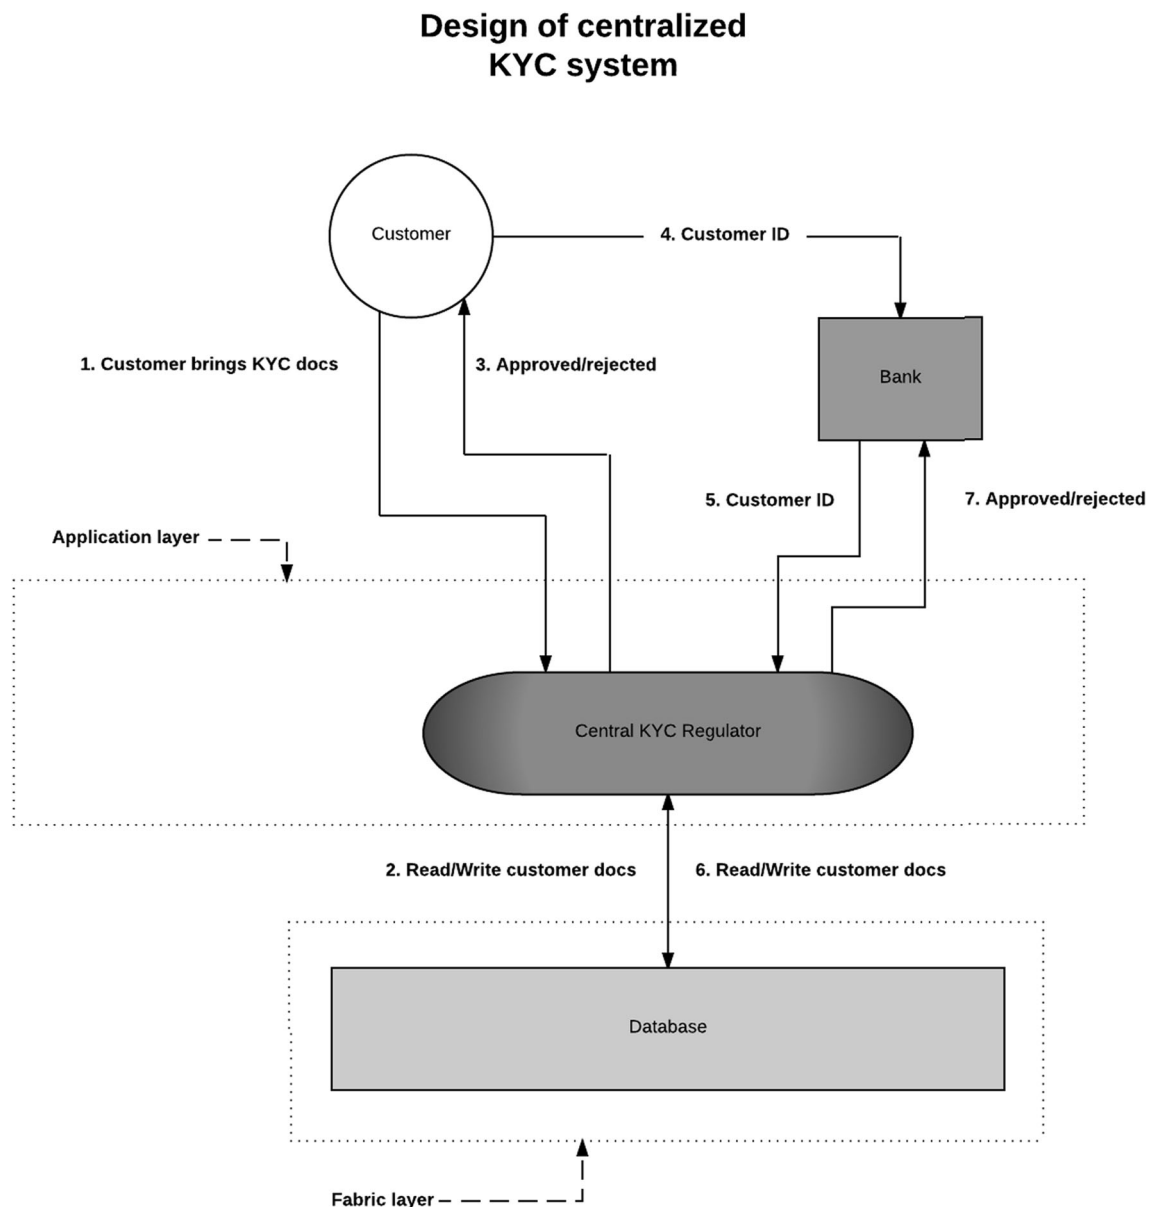 Design of centralized
KYC system
Customer
4. Customer ID
1. Customer brings KYC docs
3. Approved/rejected
Bank
5. Customer ID
7. Approved/rejected
Application layer
Central KYC Regulator
2. Read/Write customer docs
6. Read/Write customer docs
Database
Fabric layer